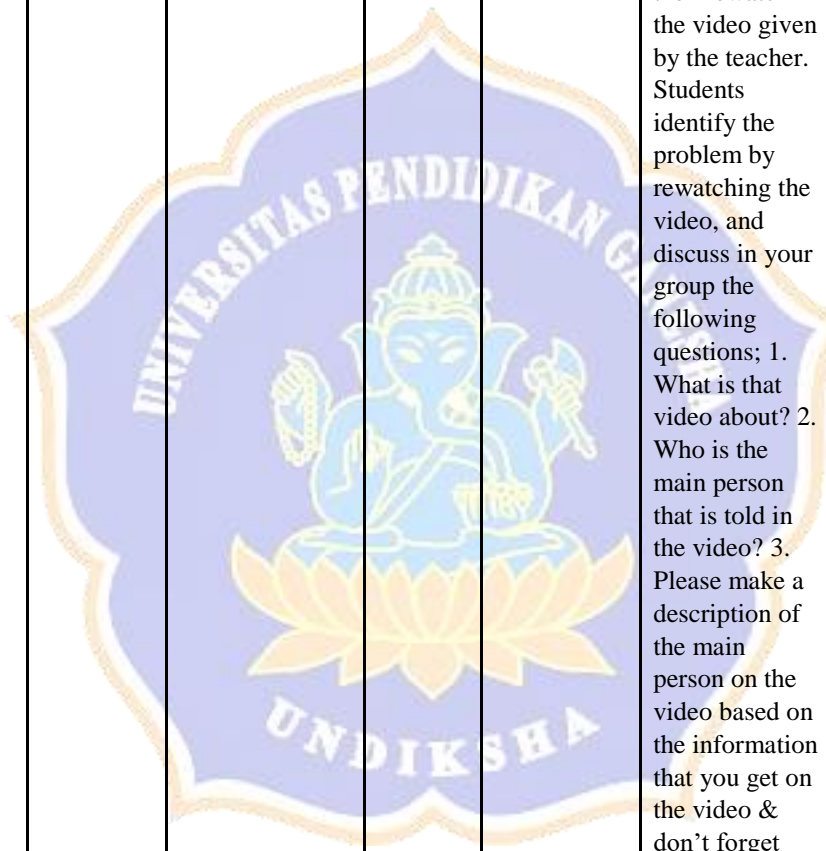 the video given
by the teacher.
Students
identify the
problem by
rewatching the
video, and
discuss in your
group the
following
questions; 1.
What is that
video about? 2.
Who is the
main person
that is told in
the video? 3.
Please make a
description of
the main
person on the
video based on
the information
that you get on
the video &
don't forget
UNIVERSITAS PENDIDIKAN GANESHA
UNDIKSHA